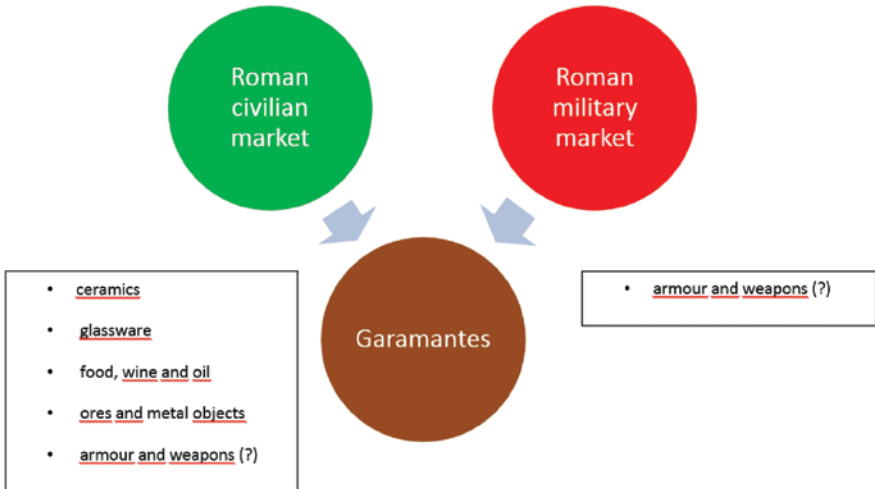 Roman
civilian
market
Roman
military
market
Garamantes
• ceramics
• glassware
• food, wine and oil
• ores and metal objects
• armour and weapons (?)
• armour and weapons (?)